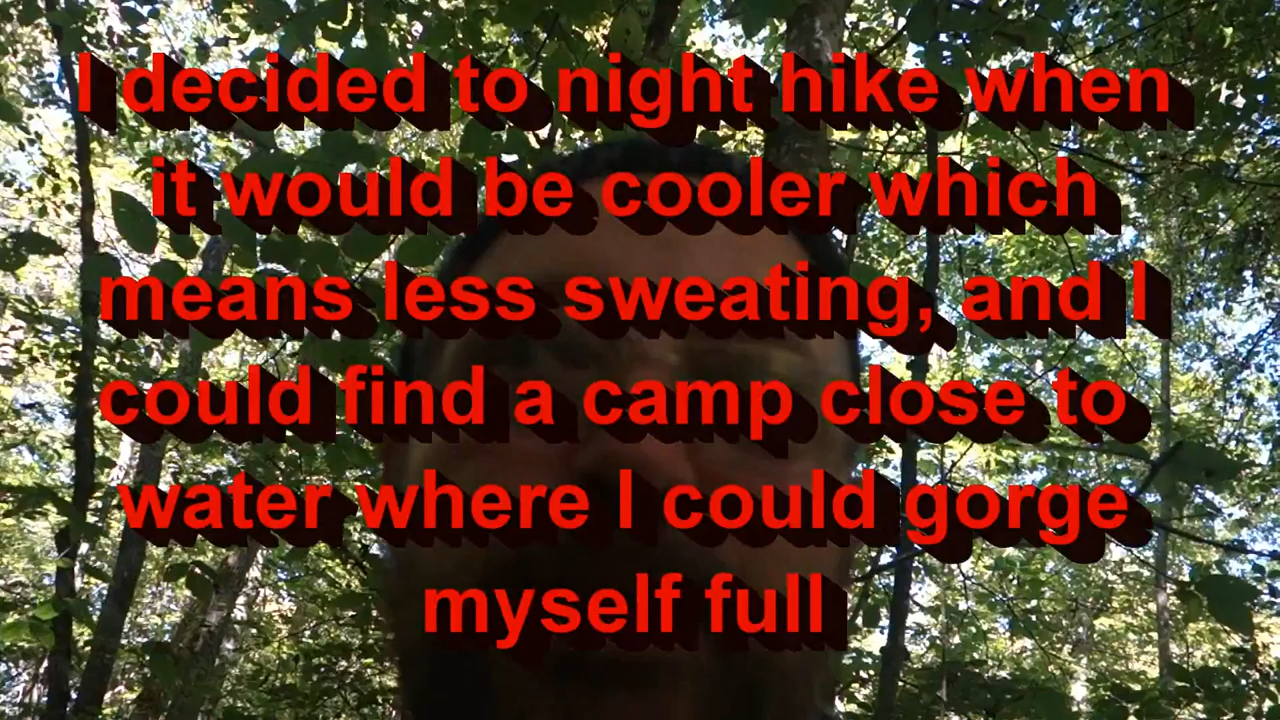 I decided to night hike when
it would be cooler which
means less sweating, and I
could find a camp close to
water where I could gorge
myself full